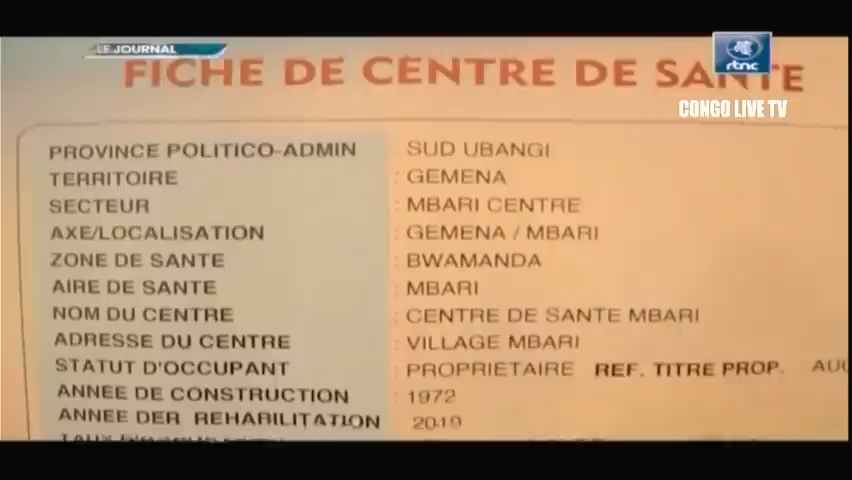 LE JOURNAL
rtnc
FICHE DE CENTRE DE SANTE
CONGO LIVE TV
PROVINCE POLITICO-ADMIN SUD UBANGI
TERRITOIRE : GEMENA
SECTEUR : MBARI CENTRE
AXE/LOCALISATION : GEMENA / MBARI
ZONE DE SANTE : BWAMANDA
AIRE DE SANTE : MBARI
NOM DU CENTRE : CENTRE DE SANTE MBARI
ADRESSE DU CENTRE : VILLAGE MBARI
STATUT D'OCCUPANT : PROPRIETAIRE REF. TITRE PROP. AUC
ANNEE DE CONSTRUCTION : 1972
ANNEE DER REHABILITATION 2019